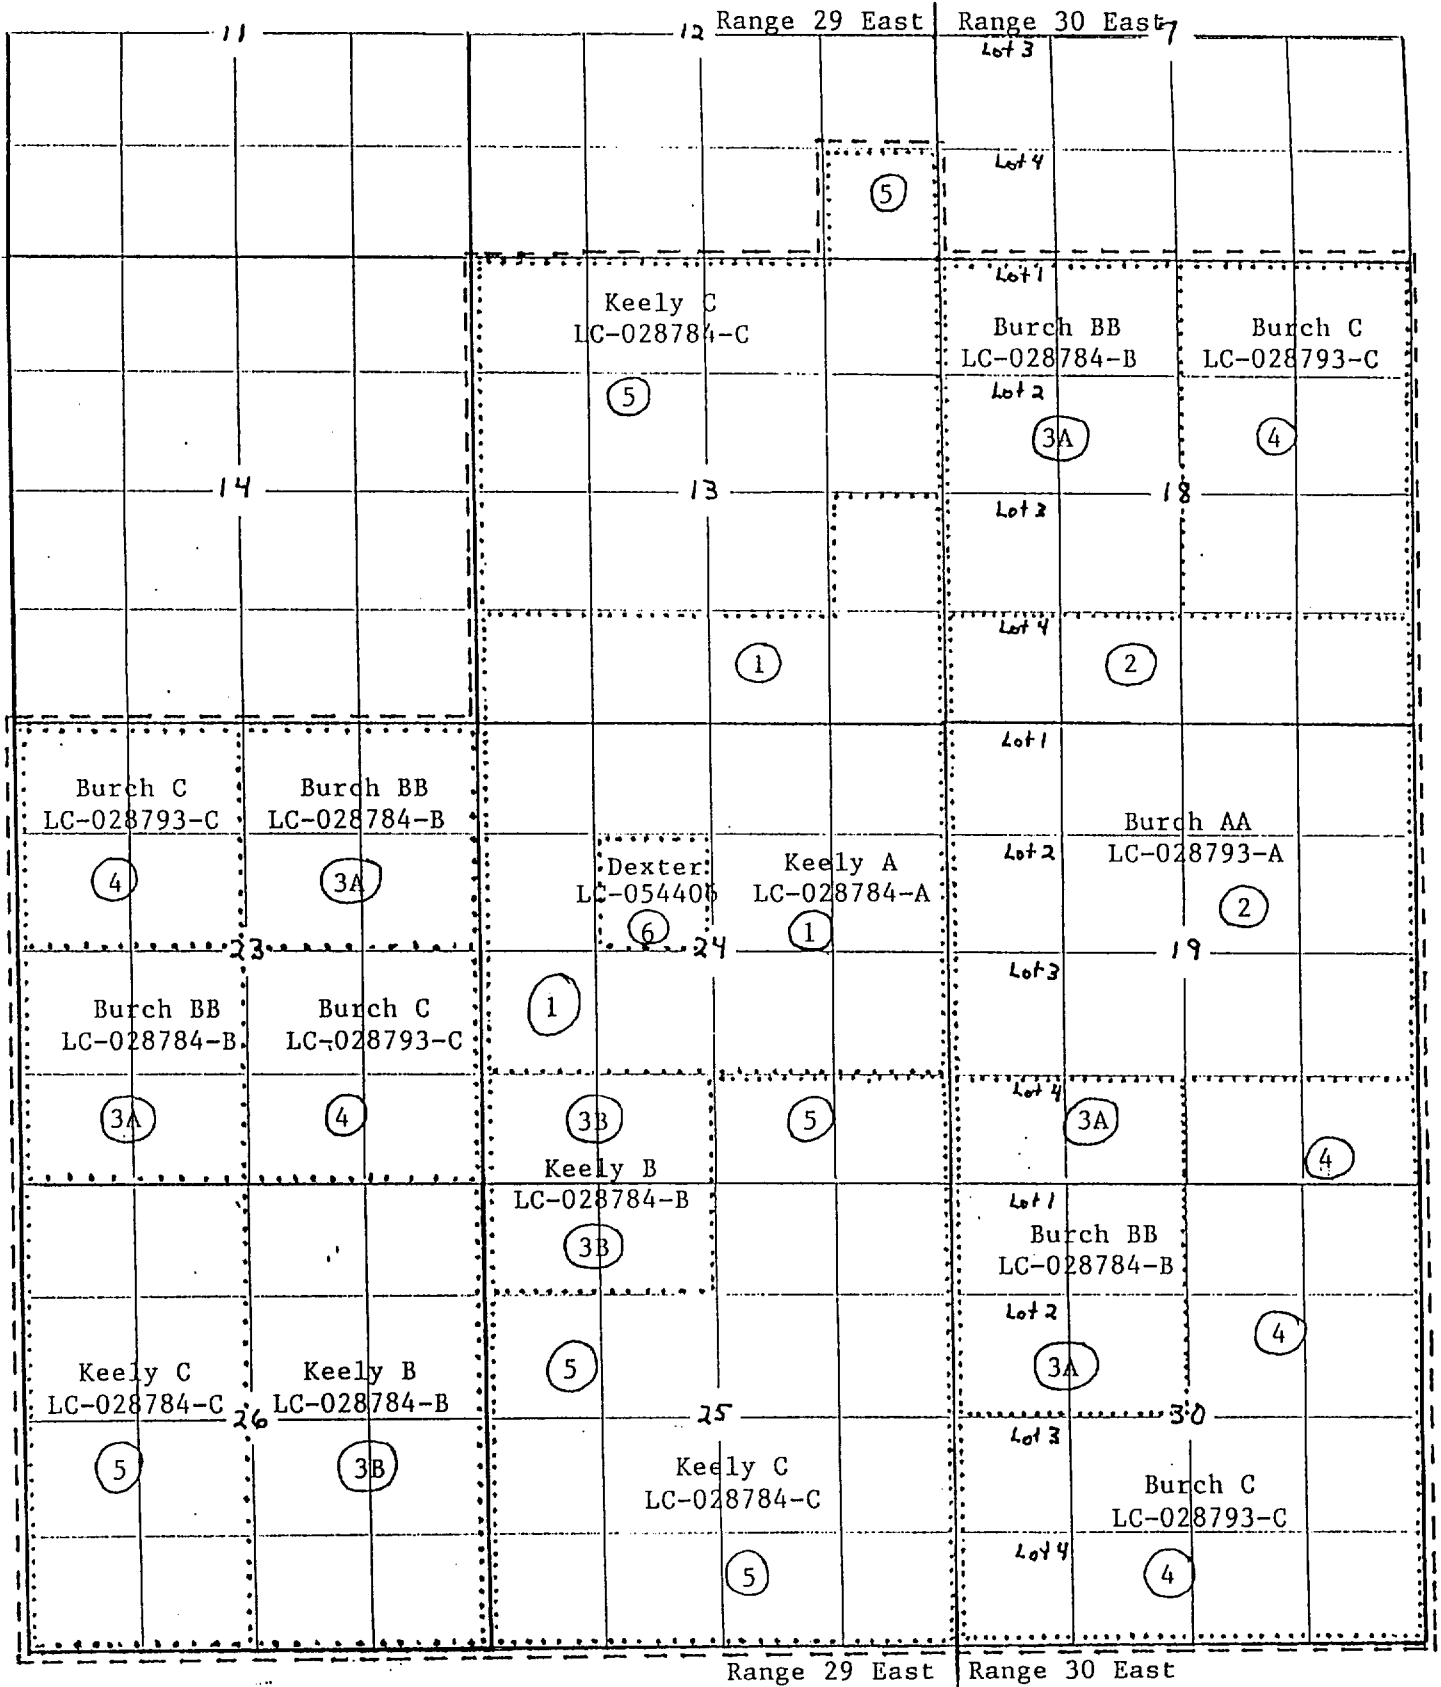 Range 29 East
Range 30 East
11
12
7
Lot 3
Lot 4
5
Lot 1
Keely C
LC-028784-C
Burch BB
LC-028784-B
Burch C
LC-028793-C
Lot 2
5
3A
4
14
13
18
Lot 3
Lot 4
1
2
Lot 1
Burch C
LC-028793-C
Burch BB
LC-028784-B
Burch AA
LC-028793-A
Lot 2
Dexter
LC-054406
Keely A
LC-028784-A
4
3A
6
1
2
23
24
19
Lot 3
1
Burch BB
LC-028784-B
Burch C
LC-028793-C
Lot 4
3A
4
3B
5
3A
4
Keely B
LC-028784-B
Lot 1
3B
Burch BB
LC-028784-B
Lot 2
4
5
3A
Keely C
LC-028784-C
Keely B
LC-028784-B
26
25
30
Lot 3
5
3B
Keely C
LC-028784-C
Burch C
LC-028793-C
Lot 4
5
4
Range 29 East
Range 30 East